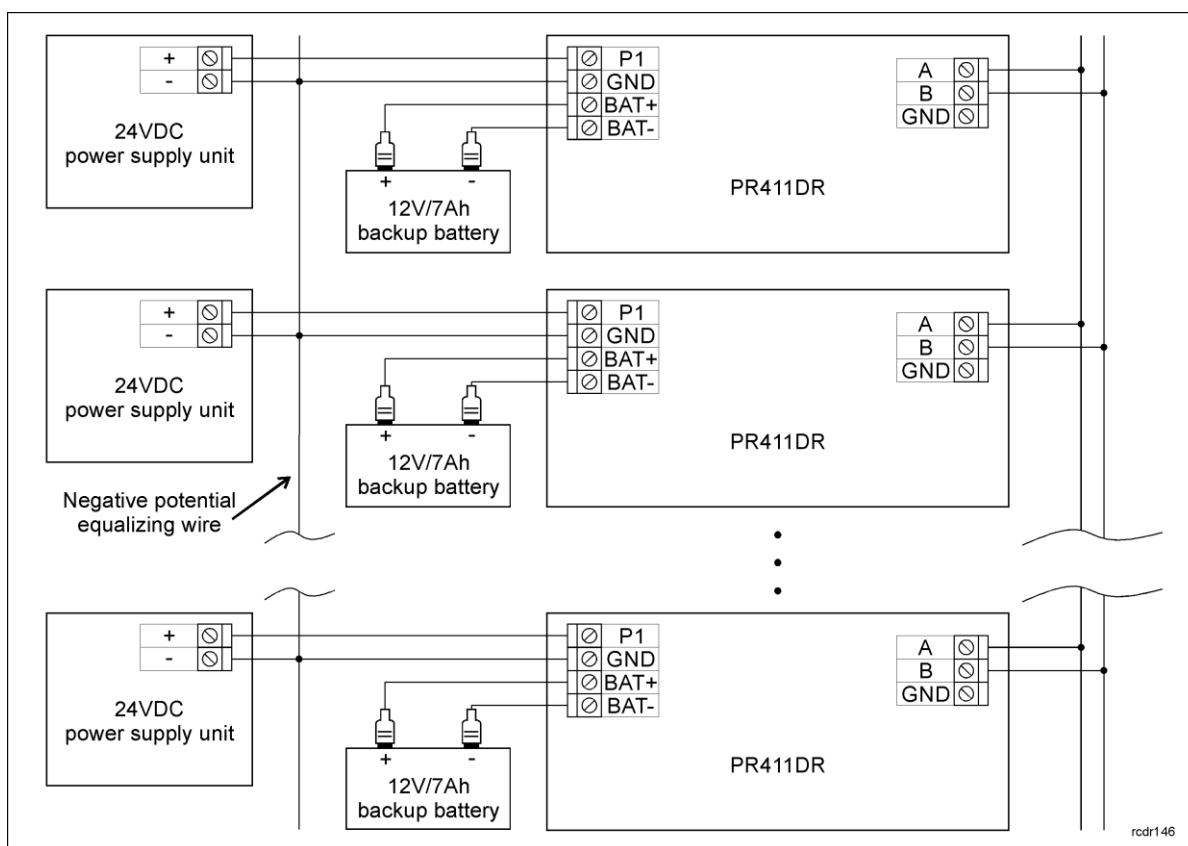 +
-
24VDC
power supply unit
P1
GND
BAT+
BAT-
+ -
12V/7Ah
backup battery
PR411DR
A
B
GND
+
-
24VDC
power supply unit
P1
GND
BAT+
BAT-
+ -
12V/7Ah
backup battery
PR411DR
A
B
GND
Negative potential
equalizing wire
+
-
24VDC
power supply unit
P1
GND
BAT+
BAT-
+ -
12V/7Ah
backup battery
PR411DR
A
B
GND
rcdr146